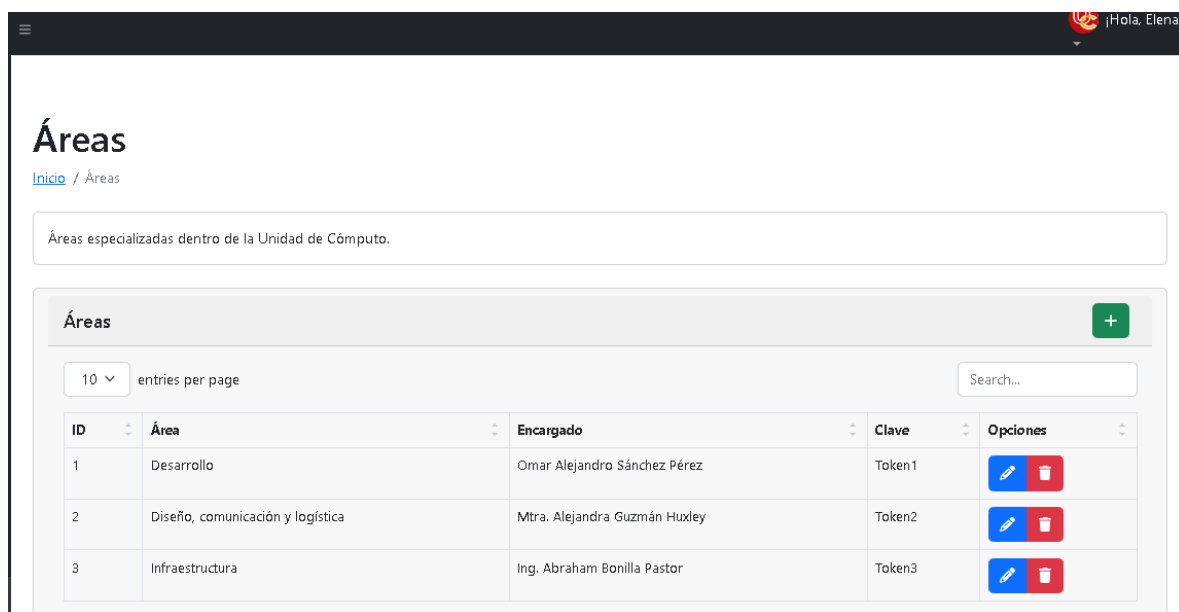 ¡Hola, Elena
Áreas
Inicio / Áreas
Áreas especializadas dentro de la Unidad de Cómputo.
Áreas +
10 entries per page Search...
ID Área Encargado Clave Opciones
1 Desarrollo Omar Alejandro Sánchez Pérez Token1
2 Diseño, comunicación y logística Mtra. Alejandra Guzmán Huxley Token2
3 Infraestructura Ing. Abraham Bonilla Pastor Token3